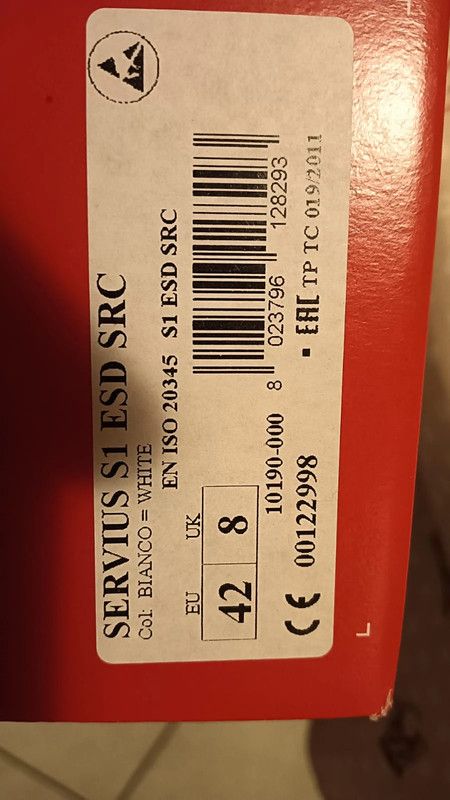 SERVIUS S1 ESD SRC
Col: BIANCO = WHITE
EN ISO 20345 S1 ESD SRC
EU UK
42 8
8 023796 128293
10190-000
EAC TP TC 019/2011
CE 00122998
L